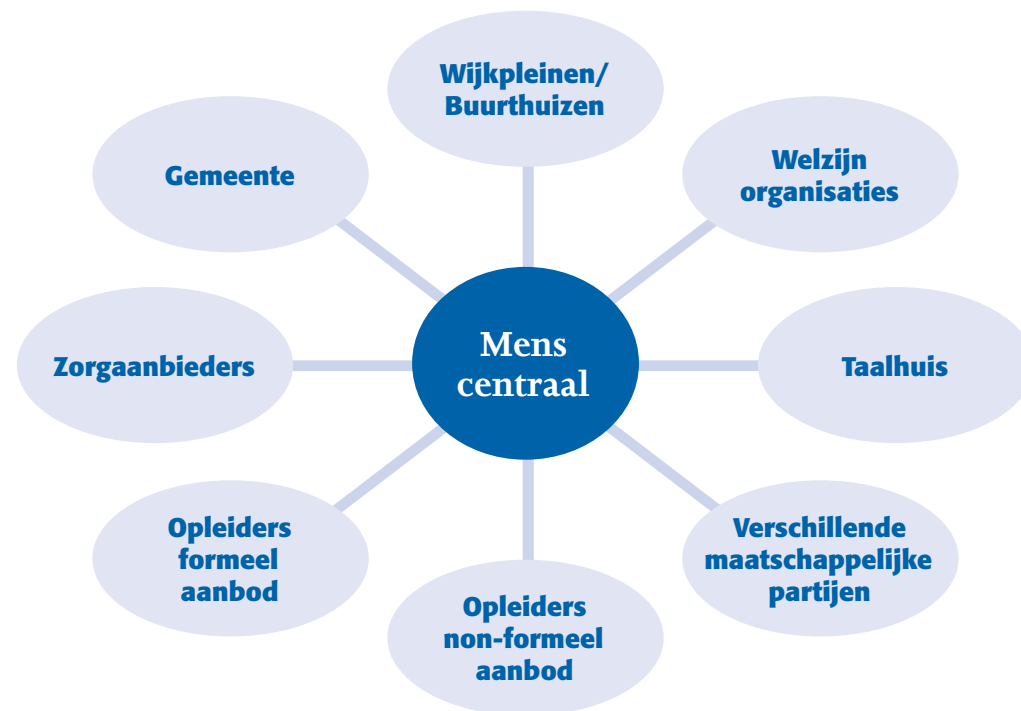 Wijkpleinen/
Buurthuizen
Gemeente
Welzijn
organisaties
Mens
centraal
Zorgaanbieders
Taalhuis
Opleiders
formeel
aanbod
Verschillende
maatschappelijke
partijen
Opleiders
non-formeel
aanbod